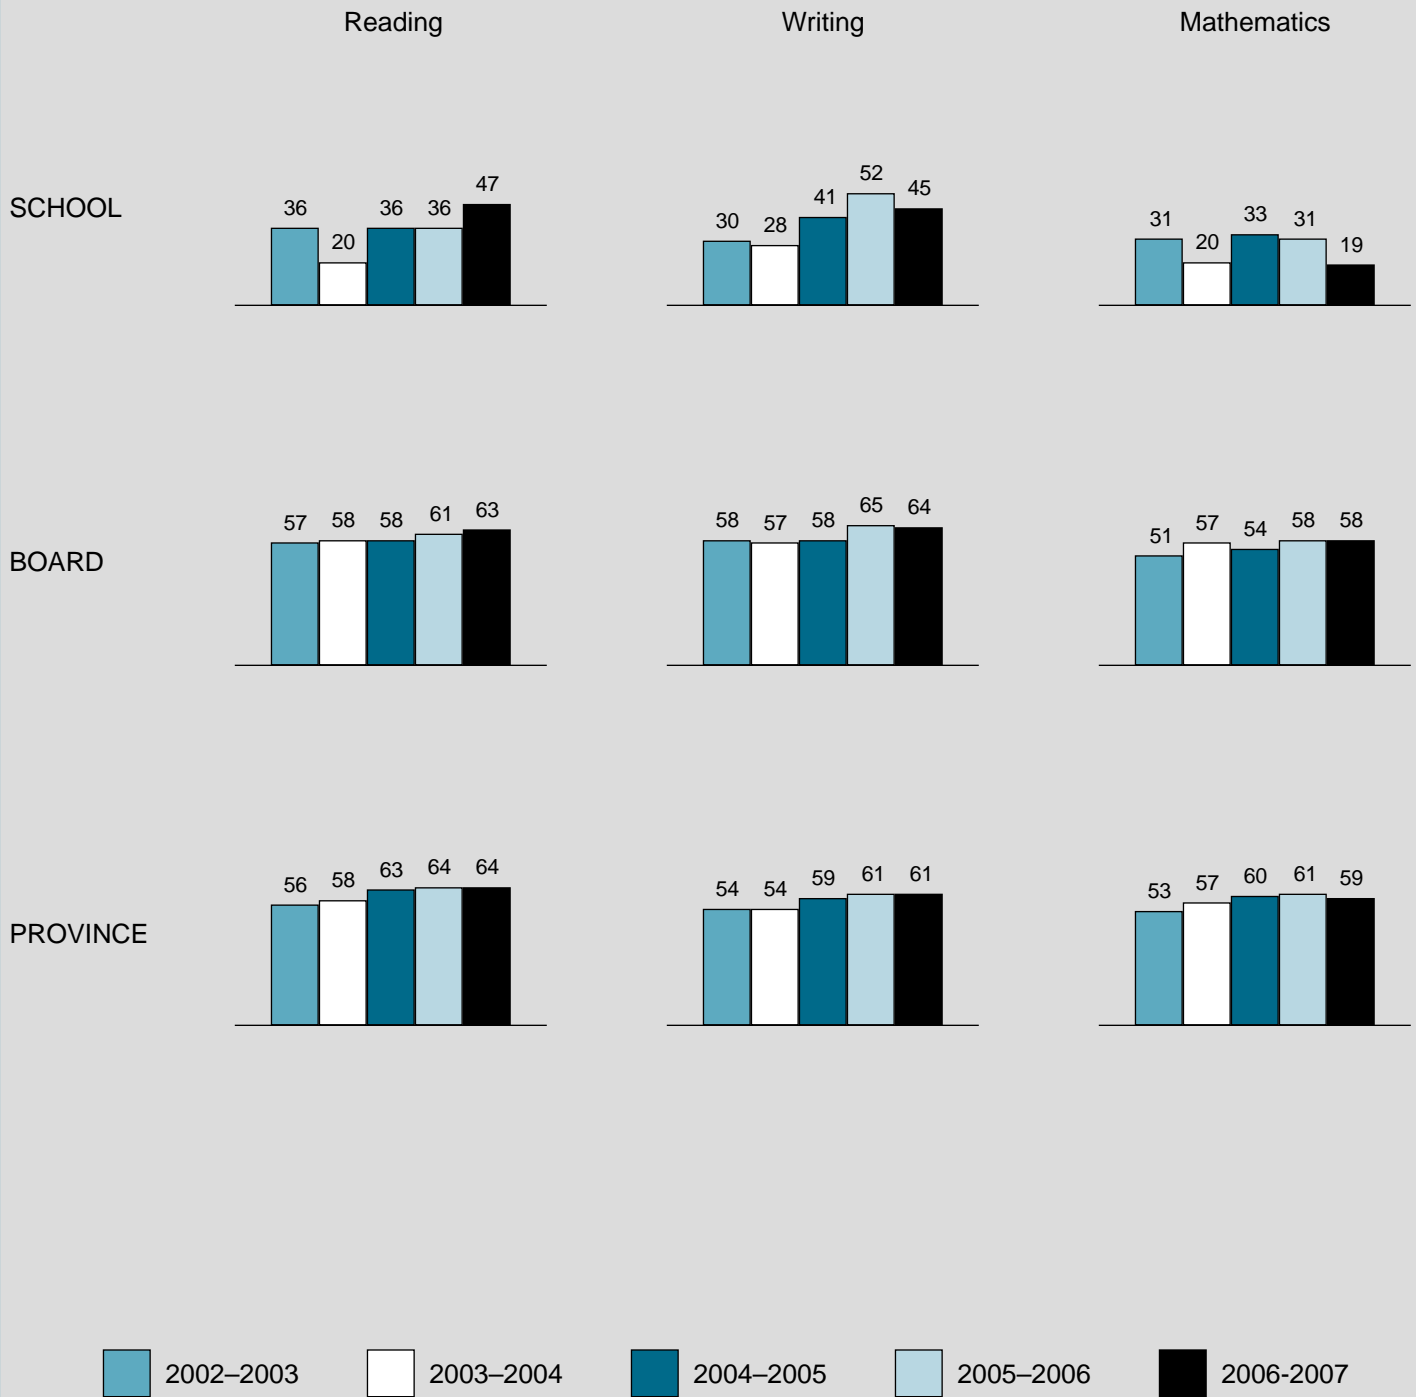 Reading Writing Mathematics
SCHOOL
36 20 36 36 47
30 28 41 52 45
31 20 33 31 19
BOARD
57 58 58 61 63
58 57 58 65 64
51 57 54 58 58
PROVINCE
56 58 63 64 64
54 54 59 61 61
53 57 60 61 59
2002–2003 2003–2004 2004–2005 2005–2006 2006-2007